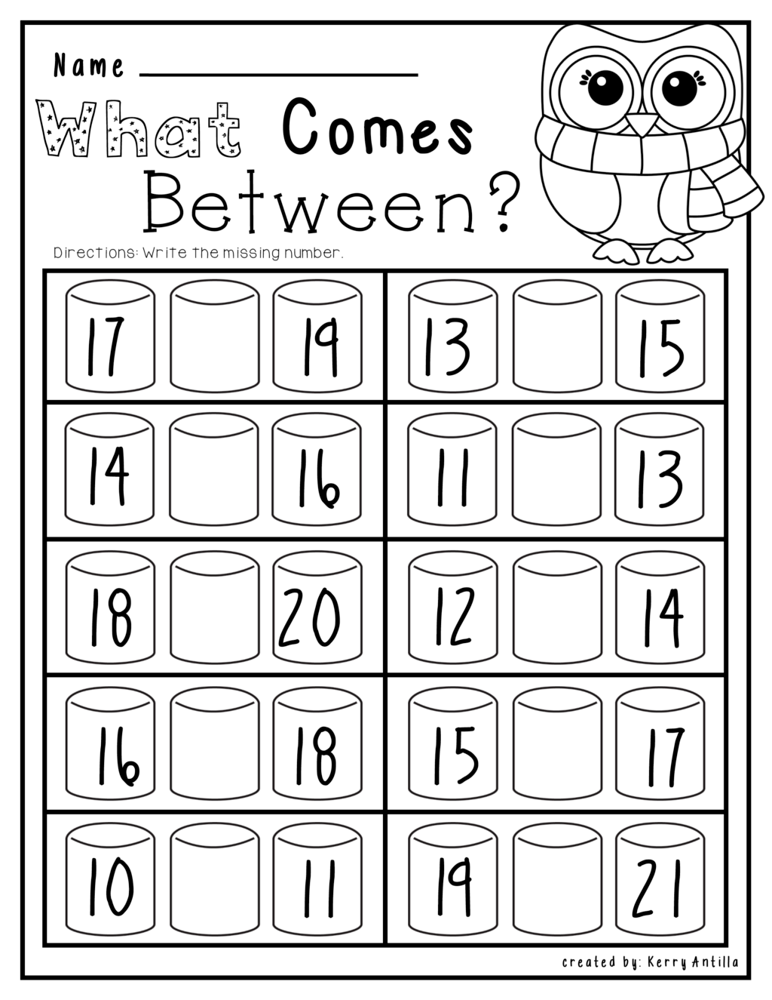 Name
What Comes
Between?
Directions: Write the missing number.
17 19 13 15
14 16 11 13
18 20 12 14
16 18 15 17
10 11 19 21
created by: Kerry Antilla